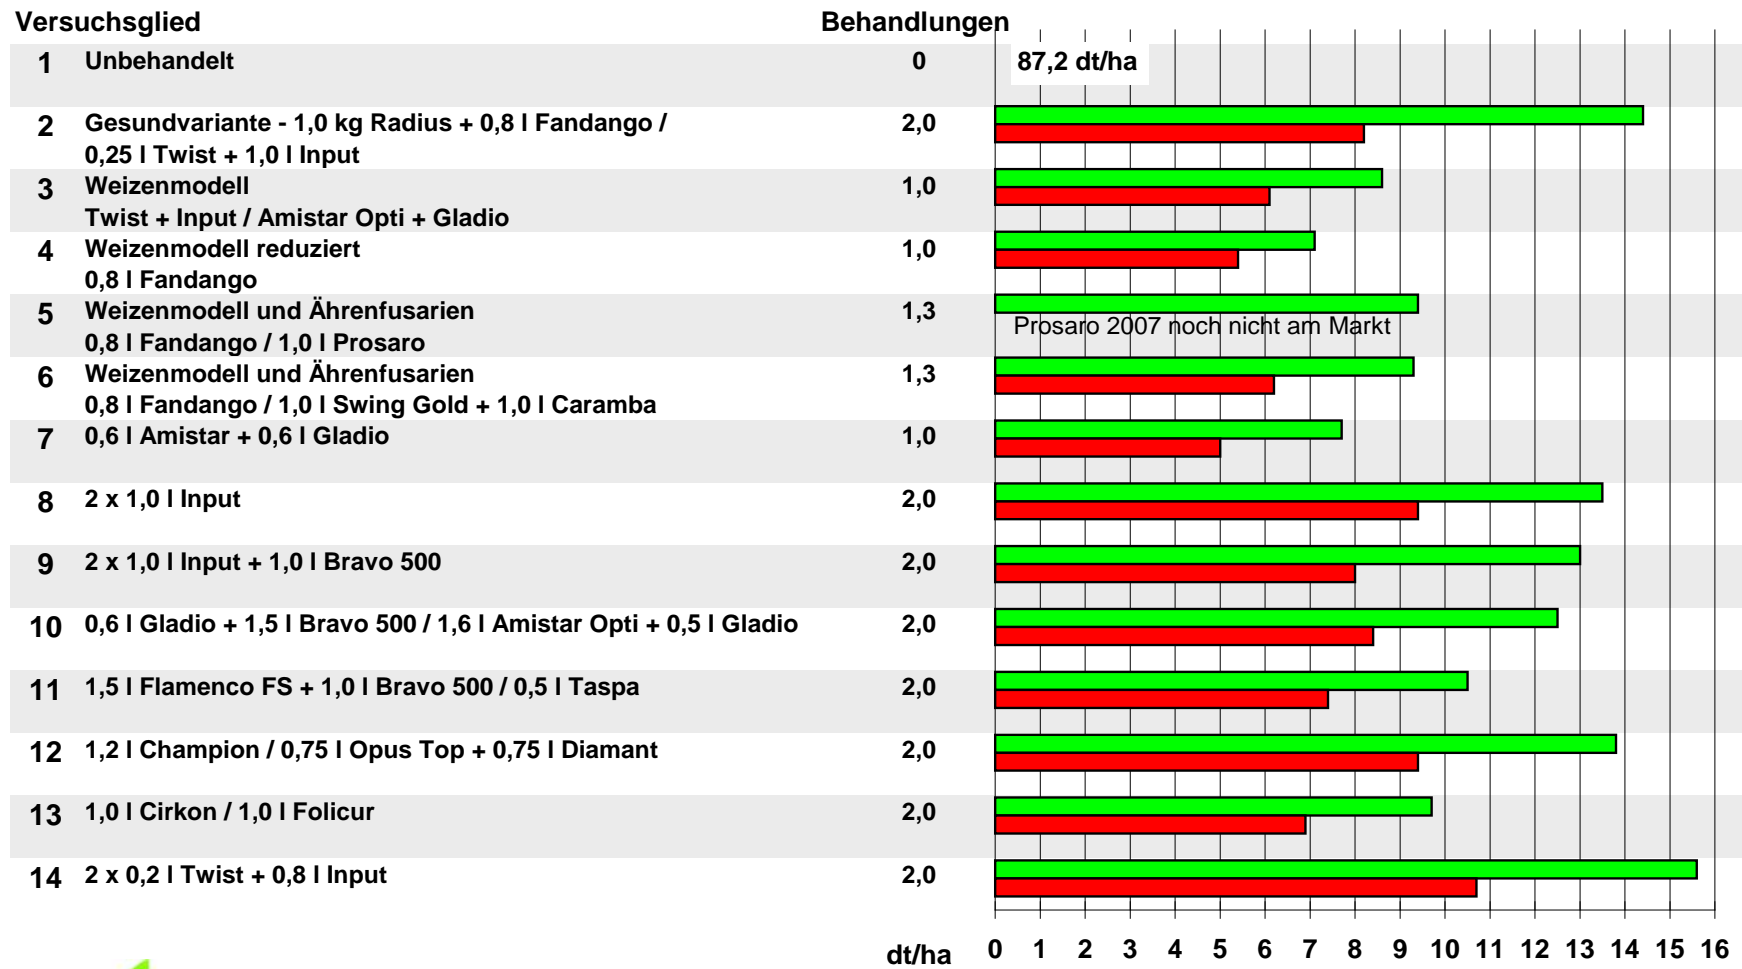 Versuchsglied Behandlungen
1 Unbehandelt 0 87,2 dt/ha
2 Gesundvariante - 1,0 kg Radius + 0,8 l Fandango / 2,0
0,25 l Twist + 1,0 l Input
3 Weizenmodell 1,0
Twist + Input / Amistar Opti + Gladio
4 Weizenmodell reduziert 1,0
0,8 l Fandango
5 Weizenmodell und Ährenfusarien 1,3
Prosaro 2007 noch nicht am Markt
0,8 l Fandango / 1,0 l Prosaro
6 Weizenmodell und Ährenfusarien 1,3
0,8 l Fandango / 1,0 l Swing Gold + 1,0 l Caramba
7 0,6 l Amistar + 0,6 l Gladio 1,0
8 2 x 1,0 l Input 2,0
9 2 x 1,0 l Input + 1,0 l Bravo 500 2,0
10 0,6 l Gladio + 1,5 l Bravo 500 / 1,6 l Amistar Opti + 0,5 l Gladio 2,0
11 1,5 l Flamenco FS + 1,0 l Bravo 500 / 0,5 l Taspa 2,0
12 1,2 l Champion / 0,75 l Opus Top + 0,75 l Diamant 2,0
13 1,0 l Cirkon / 1,0 l Folicur 2,0
14 2 x 0,2 l Twist + 0,8 l Input 2,0
dt/ha 0 1 2 3 4 5 6 7 8 9 10 11 12 13 14 15 16